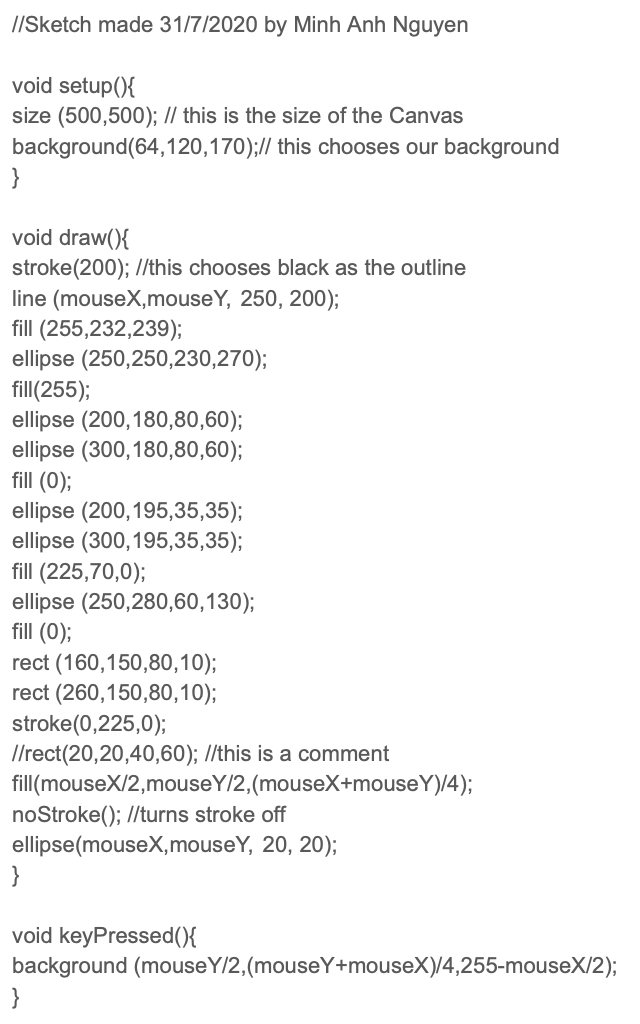 //Sketch made 31/7/2020 by Minh Anh Nguyen

void setup(){
size (500,500); // this is the size of the Canvas
background(64,120,170);// this chooses our background
}

void draw(){
stroke(200); //this chooses black as the outline
line (mouseX,mouseY, 250, 200);
fill (255,232,239);
ellipse (250,250,230,270);
fill(255);
ellipse (200,180,80,60);
ellipse (300,180,80,60);
fill (0);
ellipse (200,195,35,35);
ellipse (300,195,35,35);
fill (225,70,0);
ellipse (250,280,60,130);
fill (0);
rect (160,150,80,10);
rect (260,150,80,10);
stroke(0,225,0);
//rect(20,20,40,60); //this is a comment
fill(mouseX/2,mouseY/2,(mouseX+mouseY)/4);
noStroke(); //turns stroke off
ellipse(mouseX,mouseY, 20, 20);
}

void keyPressed(){
background (mouseY/2,(mouseY+mouseX)/4,255-mouseX/2);
}